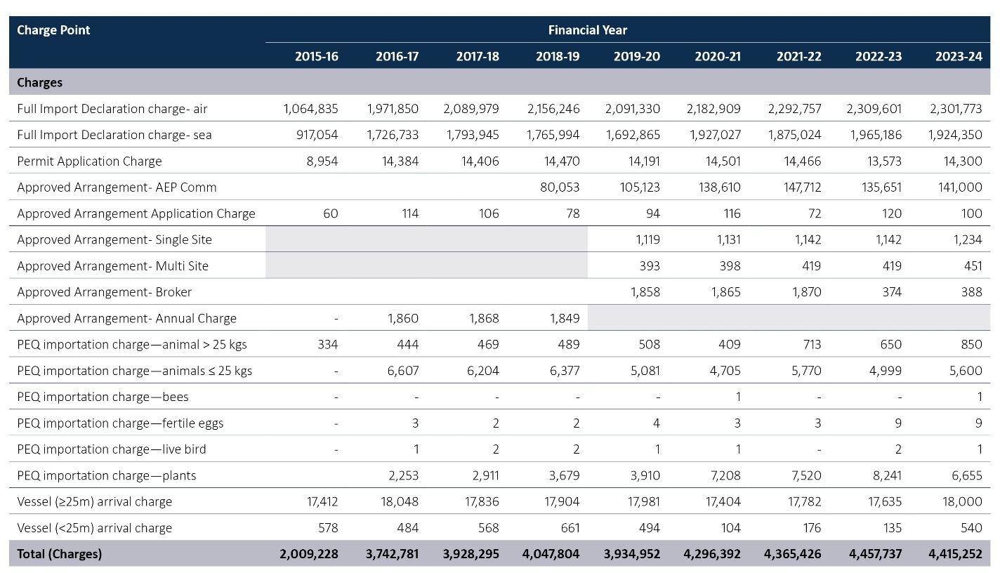 Charge Point Financial Year
2015-16 2016-17 2017-18 2018-19 2019-20 2020-21 2021-22 2022-23 2023-24
Charges
Full Import Declaration charge- air 1,064,835 1,971,850 2,089,979 2,156,246 2,091,330 2,182,909 2,292,757 2,309,601 2,301,773
Full Import Declaration charge- sea 917,054 1,726,733 1,793,945 1,765,994 1,692,865 1,927,027 1,875,024 1,965,186 1,924,350
Permit Application Charge 8,954 14,384 14,406 14,470 14,191 14,501 14,466 13,573 14,300
Approved Arrangement- AEP Comm 80,053 105,123 138,610 147,712 135,651 141,000
Approved Arrangement Application Charge 60 114 106 78 94 116 72 120 100
Approved Arrangement- Single Site 1,119 1,131 1,142 1,142 1,234
Approved Arrangement- Multi Site 393 398 419 419 451
Approved Arrangement- Broker 1,858 1,865 1,870 374 388
Approved Arrangement- Annual Charge - 1,860 1,868 1,849
PEQ importation charge—animal > 25 kgs 334 444 469 489 508 409 713 650 850
PEQ importation charge—animals ≤ 25 kgs - 6,607 6,204 6,377 5,081 4,705 5,770 4,999 5,600
PEQ importation charge—bees - - - - - 1 - - 1
PEQ importation charge—fertile eggs - 3 2 2 4 3 3 9 9
PEQ importation charge—live bird - 1 2 2 1 1 - 2 1
PEQ importation charge—plants 2,253 2,911 3,679 3,910 7,208 7,520 8,241 6,655
Vessel (≥25m) arrival charge 17,412 18,048 17,836 17,904 17,981 17,404 17,782 17,635 18,000
Vessel (<25m) arrival charge 578 484 568 661 494 104 176 135 540
Total (Charges) 2,009,228 3,742,781 3,928,295 4,047,804 3,934,952 4,296,392 4,365,426 4,457,737 4,415,252